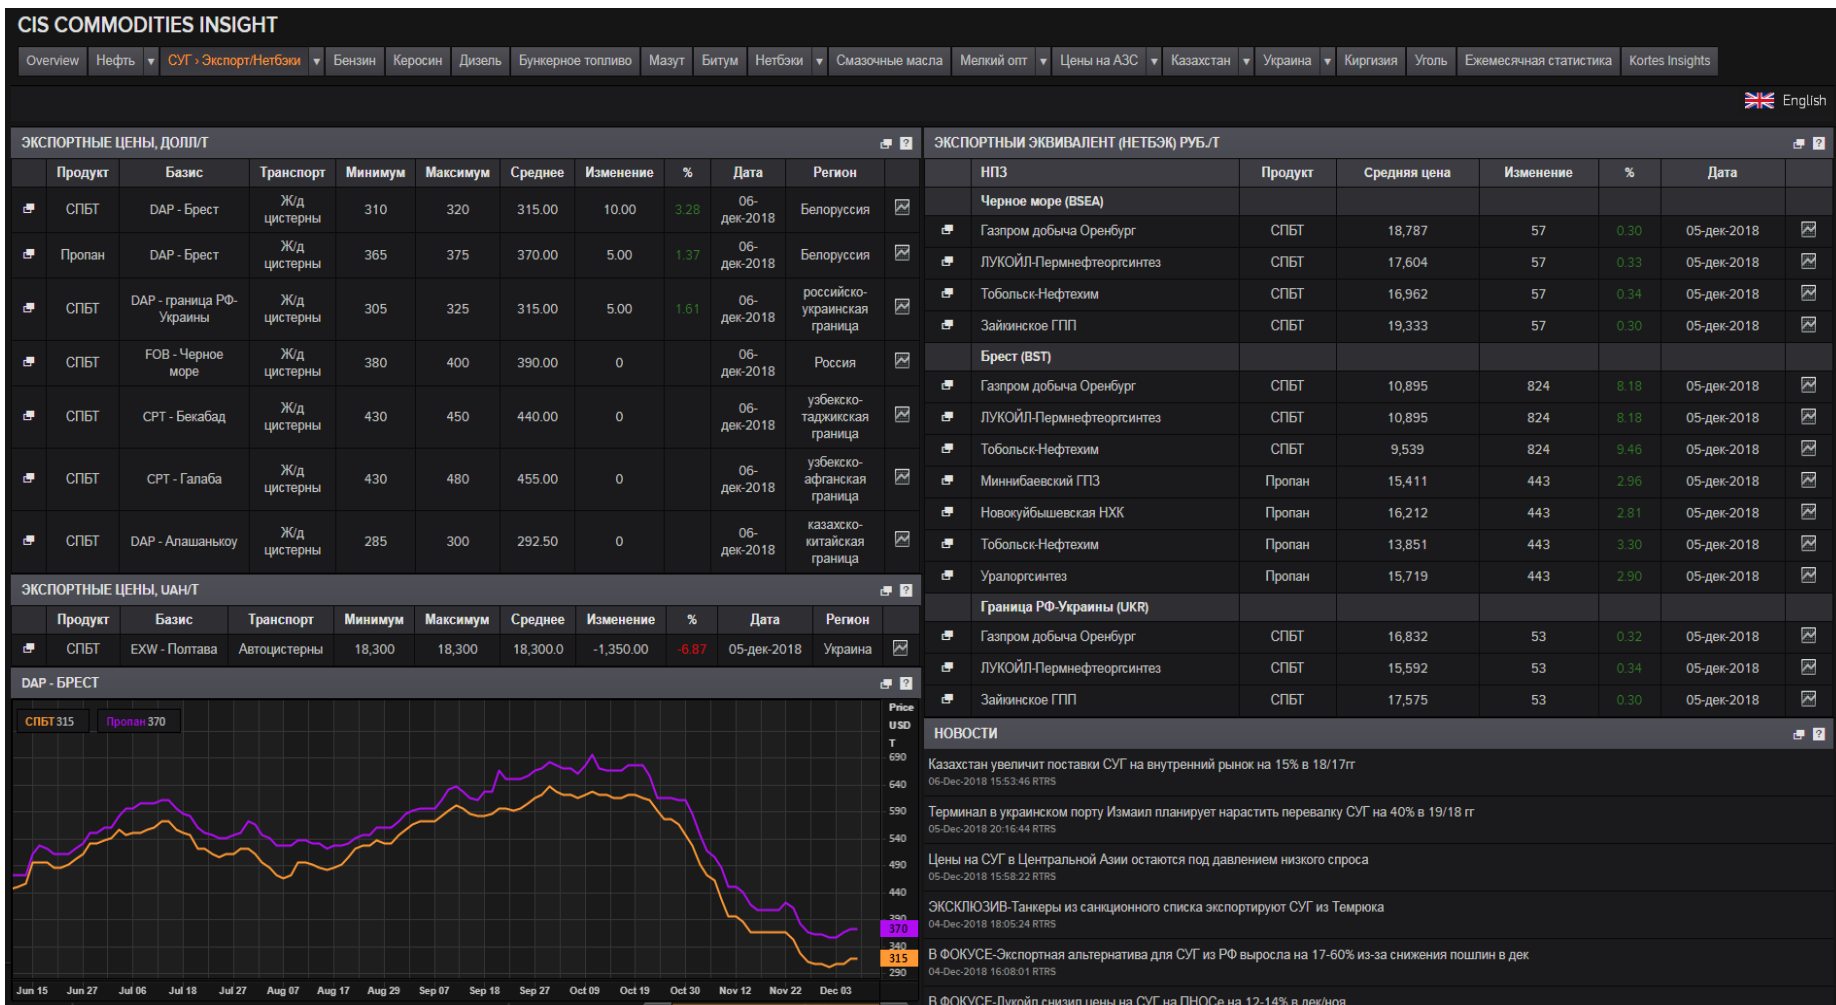 CIS COMMODITIES INSIGHT
Overview Нефть СУГ › Экспорт/Нетбэки Бензин Керосин Дизель Бункерное топливо Мазут Битум Нетбэки Смазочные масла Мелкий опт Цены на АЗС Казахстан Украина Киргизия Уголь Ежемесячная статистика Kortes Insights
English
ЭКСПОРТНЫЕ ЦЕНЫ, ДОЛЛ/Т
Продукт Базис Транспорт Минимум Максимум Среднее Изменение % Дата Регион
СПБТ DAP - Брест Ж/д цистерны 310 320 315.00 10.00 3.28 06-дек-2018 Белоруссия
Пропан DAP - Брест Ж/д цистерны 365 375 370.00 5.00 1.37 06-дек-2018 Белоруссия
СПБТ DAP - граница РФ-Украины Ж/д цистерны 305 325 315.00 5.00 1.61 06-дек-2018 российско-украинская граница
СПБТ FOB - Черное море Ж/д цистерны 380 400 390.00 0 06-дек-2018 Россия
СПБТ CPT - Бекабад Ж/д цистерны 430 450 440.00 0 06-дек-2018 узбекско-таджикская граница
СПБТ CPT - Галаба Ж/д цистерны 430 480 455.00 0 06-дек-2018 узбекско-афганская граница
СПБТ DAP - Алашанькоу Ж/д цистерны 285 300 292.50 0 06-дек-2018 казахско-китайская граница
ЭКСПОРТНЫЕ ЦЕНЫ, UAH/Т
Продукт Базис Транспорт Минимум Максимум Среднее Изменение % Дата Регион
СПБТ EXW - Полтава Автоцистерны 18,300 18,300 18,300.0 -1,350.00 -6.87 05-дек-2018 Украина
DAP - БРЕСТ
СПБТ 315 Пропан 370
Price
USD
T
690
640
590
540
490
440
390
370
340
315
290
Jun 15 Jun 27 Jul 06 Jul 18 Jul 27 Aug 07 Aug 17 Aug 29 Sep 07 Sep 18 Sep 27 Oct 09 Oct 19 Oct 30 Nov 12 Nov 22 Dec 03
ЭКСПОРТНЫЙ ЭКВИВАЛЕНТ (НЕТБЭК) РУБ./Т
НПЗ Продукт Средняя цена Изменение % Дата
Черное море (BSEA)
Газпром добыча Оренбург СПБТ 18,787 57 0.30 05-дек-2018
ЛУКОЙЛ-Пермнефтеоргсинтез СПБТ 17,604 57 0.33 05-дек-2018
Тобольск-Нефтехим СПБТ 16,962 57 0.34 05-дек-2018
Зайкинское ГПП СПБТ 19,333 57 0.30 05-дек-2018
Брест (BST)
Газпром добыча Оренбург СПБТ 10,895 824 8.18 05-дек-2018
ЛУКОЙЛ-Пермнефтеоргсинтез СПБТ 10,895 824 8.18 05-дек-2018
Тобольск-Нефтехим СПБТ 9,539 824 9.46 05-дек-2018
Миннибаевский ГПЗ Пропан 15,411 443 2.96 05-дек-2018
Новокуйбышевская НХК Пропан 16,212 443 2.81 05-дек-2018
Тобольск-Нефтехим Пропан 13,851 443 3.30 05-дек-2018
Уралоргсинтез Пропан 15,719 443 2.90 05-дек-2018
Граница РФ-Украины (UKR)
Газпром добыча Оренбург СПБТ 16,832 53 0.32 05-дек-2018
ЛУКОЙЛ-Пермнефтеоргсинтез СПБТ 15,592 53 0.34 05-дек-2018
Зайкинское ГПП СПБТ 17,575 53 0.30 05-дек-2018
НОВОСТИ
Казахстан увеличит поставки СУГ на внутренний рынок на 15% в 18/17гг
06-Dec-2018 15:53:46 RTRS
Терминал в украинском порту Измаил планирует нарастить перевалку СУГ на 40% в 19/18 гг
05-Dec-2018 20:16:44 RTRS
Цены на СУГ в Центральной Азии остаются под давлением низкого спроса
05-Dec-2018 15:58:22 RTRS
ЭКСКЛЮЗИВ-Танкеры из санкционного списка экспортируют СУГ из Темрюка
04-Dec-2018 18:05:24 RTRS
В ФОКУСЕ-Экспортная альтернатива для СУГ из РФ выросла на 17-60% из-за снижения пошлин в дек
04-Dec-2018 16:08:01 RTRS
В ФОКУСЕ-Лукойл снизил цены на СУГ на ПНОСе на 12-14% в дек/ноя